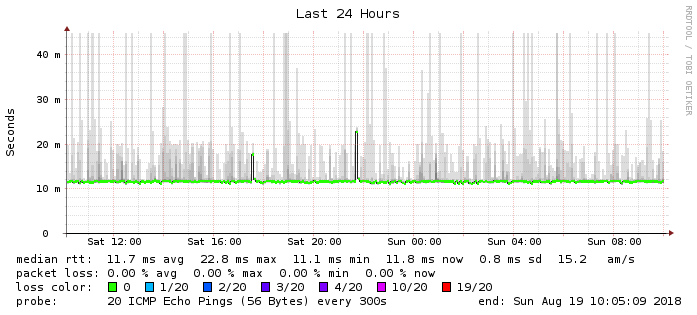 Last 24 Hours
RRDTOOL / TOBI OETIKER
Seconds
40 m
30 m
20 m
10 m
0
Sat 12:00 Sat 16:00 Sat 20:00 Sun 00:00 Sun 04:00 Sun 08:00
median rtt: 11.7 ms avg 22.8 ms max 11.1 ms min 11.8 ms now 0.8 ms sd 15.2 am/s
packet loss: 0.00 % avg 0.00 % max 0.00 % min 0.00 % now
loss color: 0 1/20 2/20 3/20 4/20 10/20 19/20
probe: 20 ICMP Echo Pings (56 Bytes) every 300s end: Sun Aug 19 10:05:09 2018